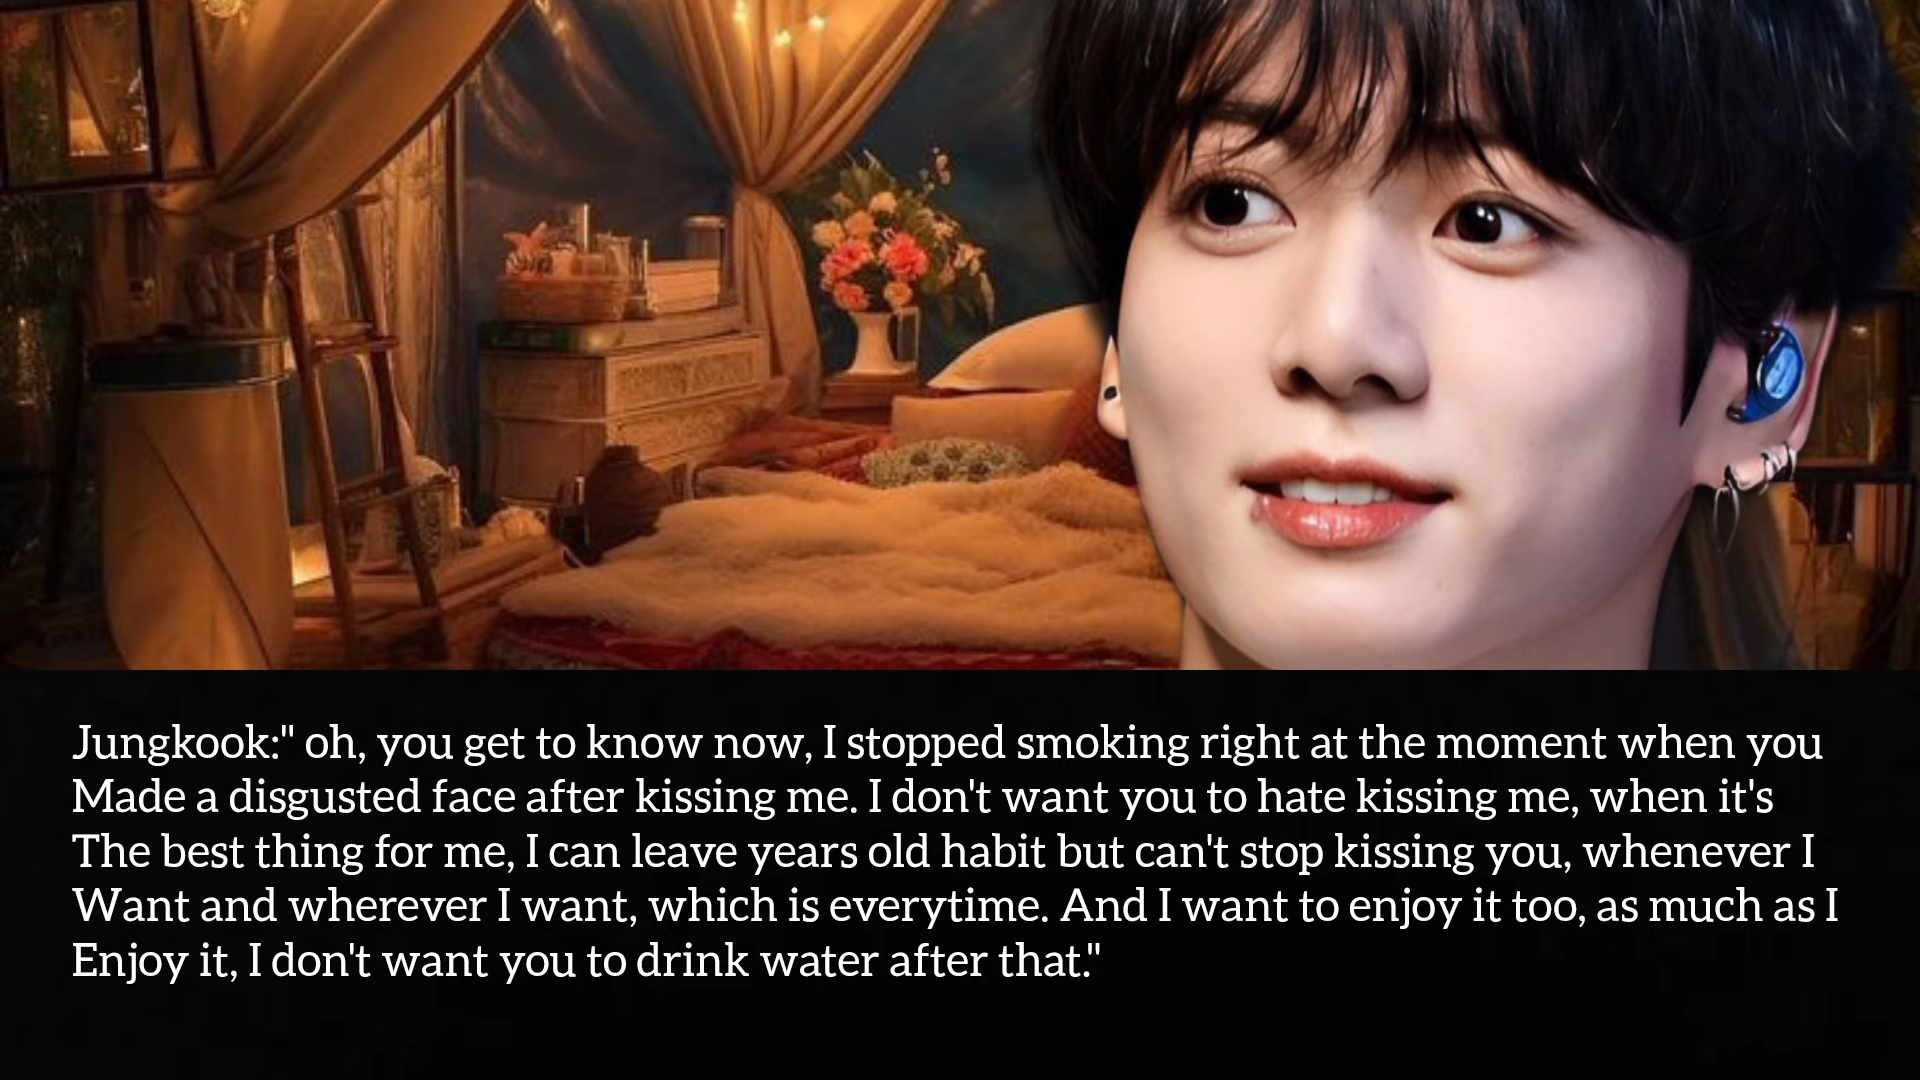 Jungkook:" oh, you get to know now, I stopped smoking right at the moment when you
Made a disgusted face after kissing me. I don't want you to hate kissing me, when it's
The best thing for me, I can leave years old habit but can't stop kissing you, whenever I
Want and wherever I want, which is everytime. And I want to enjoy it too, as much as I
Enjoy it, I don't want you to drink water after that."